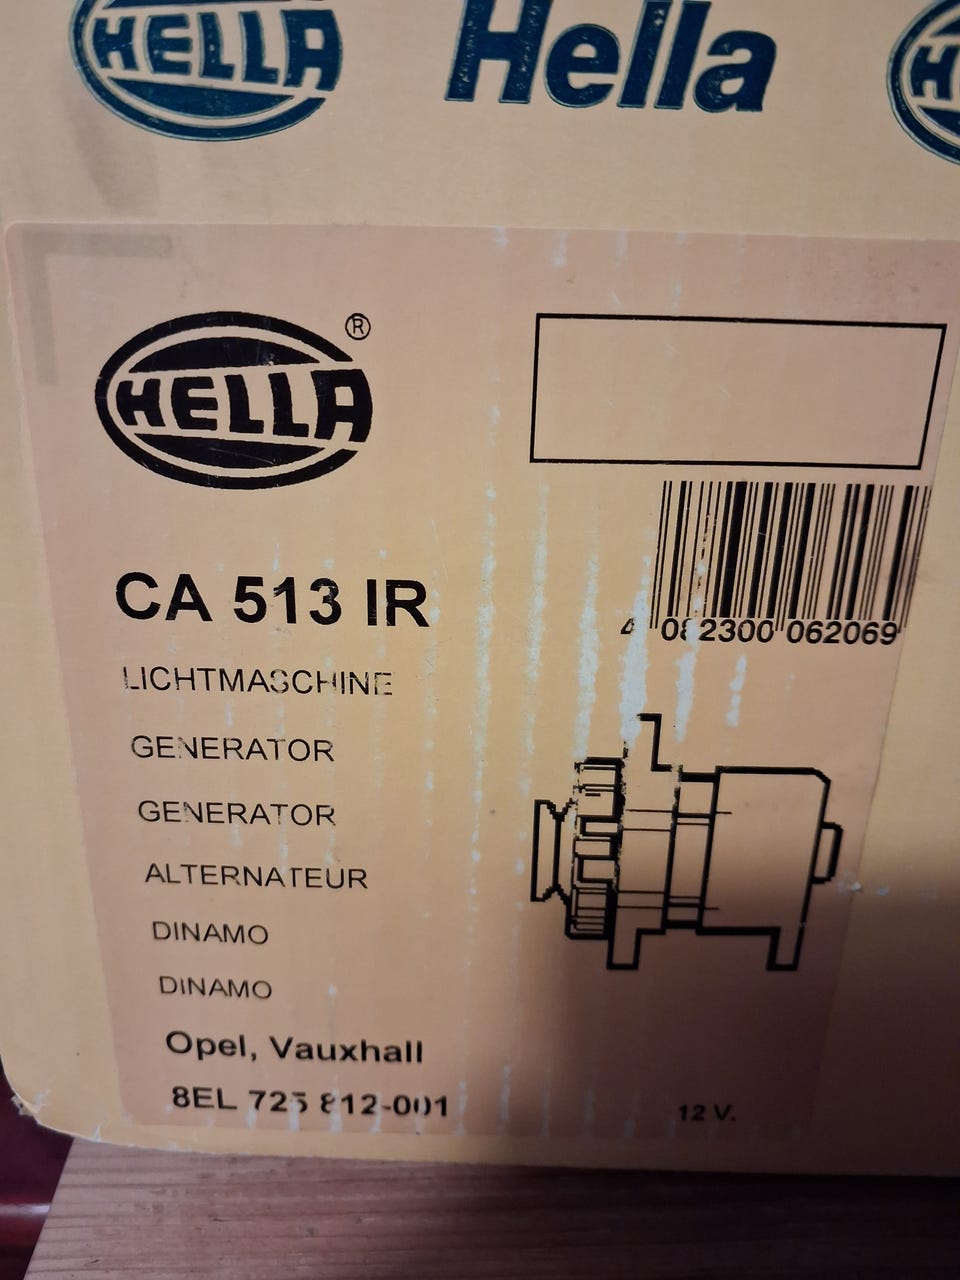 HELLA Hella
HELLA ®
4 082300 062069
CA 513 IR
LICHTMASCHINE
GENERATOR
GENERATOR
ALTERNATEUR
DINAMO
DINAMO
Opel, Vauxhall
8EL 725 812-001
12 V.